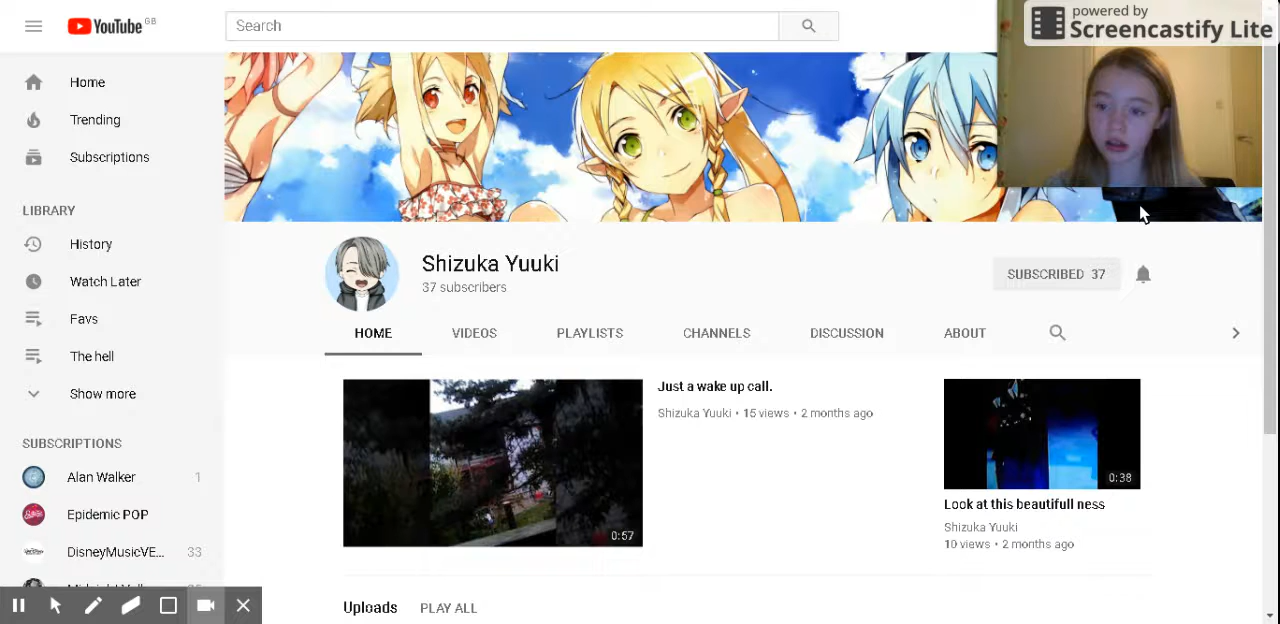 YouTube GB
Search
powered by
Screencastify Lite
Home
Trending
Subscriptions
LIBRARY
History
Watch Later
Favs
The hell
Show more
SUBSCRIPTIONS
Alan Walker 1
Epidemic POP
DisneyMusicVE... 33
Shizuka Yuuki
37 subscribers
SUBSCRIBED 37
HOME VIDEOS PLAYLISTS CHANNELS DISCUSSION ABOUT
0:57
Just a wake up call.
Shizuka Yuuki • 15 views • 2 months ago
0:38
Look at this beautifull ness
Shizuka Yuuki
10 views • 2 months ago
Uploads PLAY ALL